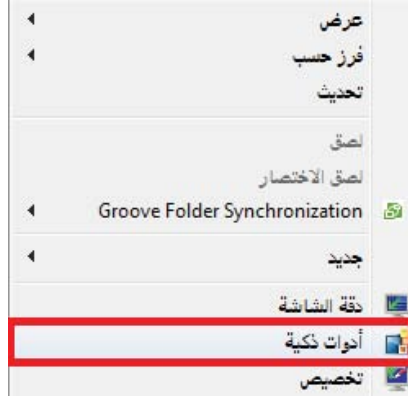 عرض
فرز حسب
تحديث
لصق
لصق الاختصار
Groove Folder Synchronization
جديد
دقة الشاشة
أدوات ذكية
تخصيص